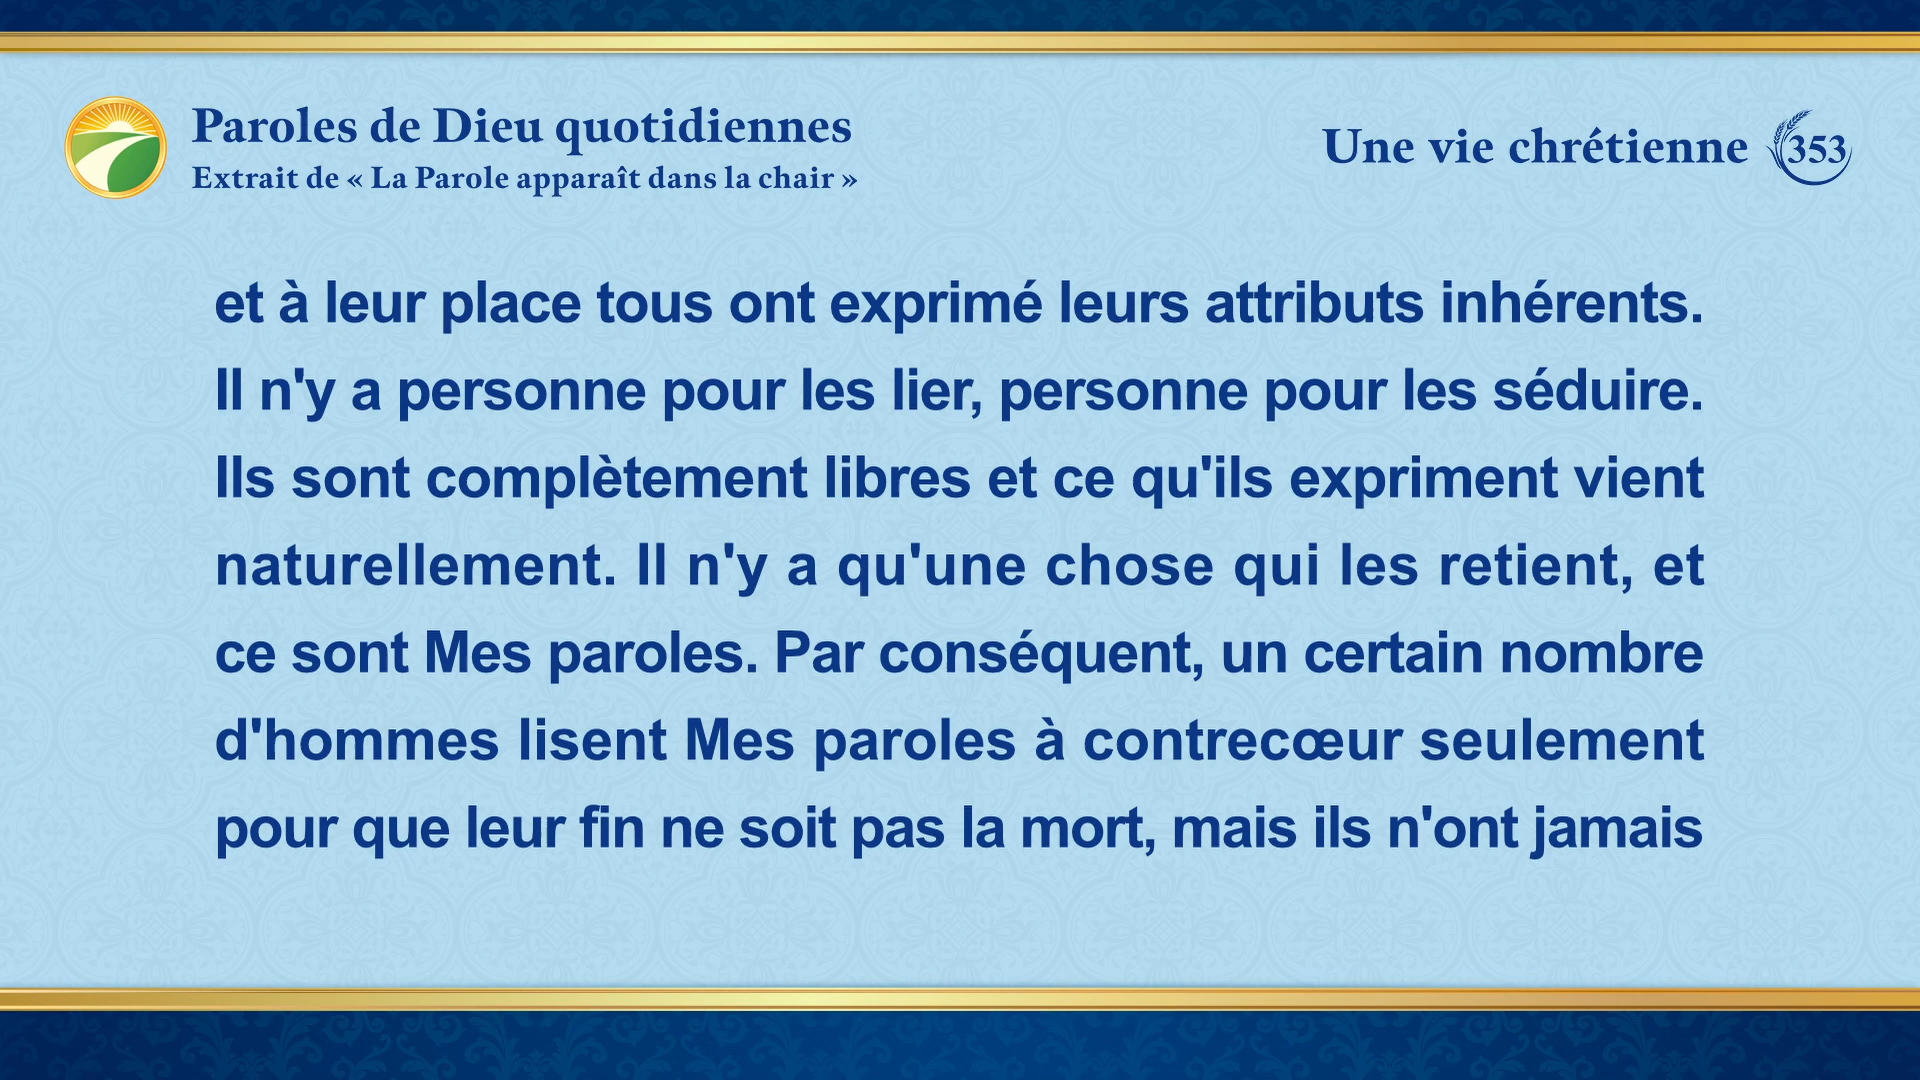 Paroles de Dieu quotidiennes
Extrait de « La Parole apparaît dans la chair »
Une vie chrétienne 353
et à leur place tous ont exprimé leurs attributs inhérents.
Il n'y a personne pour les lier, personne pour les séduire.
Ils sont complètement libres et ce qu'ils expriment vient
naturellement. Il n'y a qu'une chose qui les retient, et
ce sont Mes paroles. Par conséquent, un certain nombre
d'hommes lisent Mes paroles à contrecœur seulement
pour que leur fin ne soit pas la mort, mais ils n'ont jamais